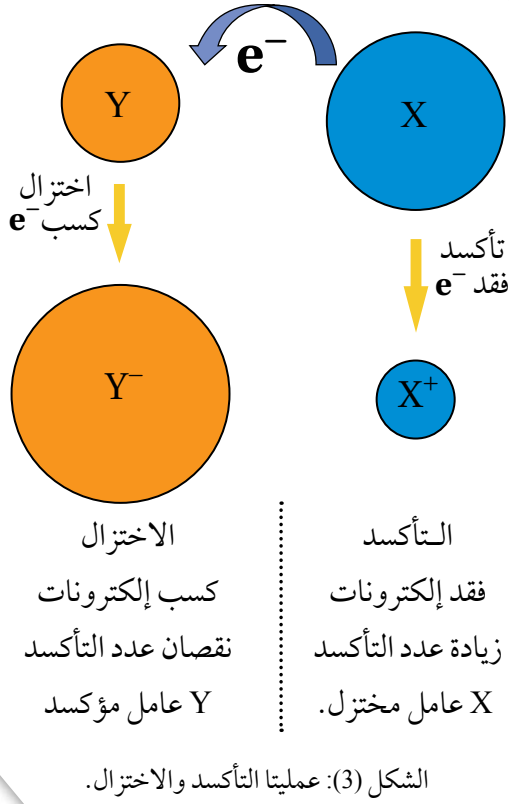 e⁻
X
Y
تأكسد
فقد e⁻
اختزال
كسب e⁻
X⁺
Y⁻
التأكسد
فقد إلكترونات
زيادة عدد التأكسد
X عامل مختزل.
الاختزال
كسب إلكترونات
نقصان عدد التأكسد
Y عامل مؤكسد
الشكل (3): عمليتا التأكسد والاختزال.